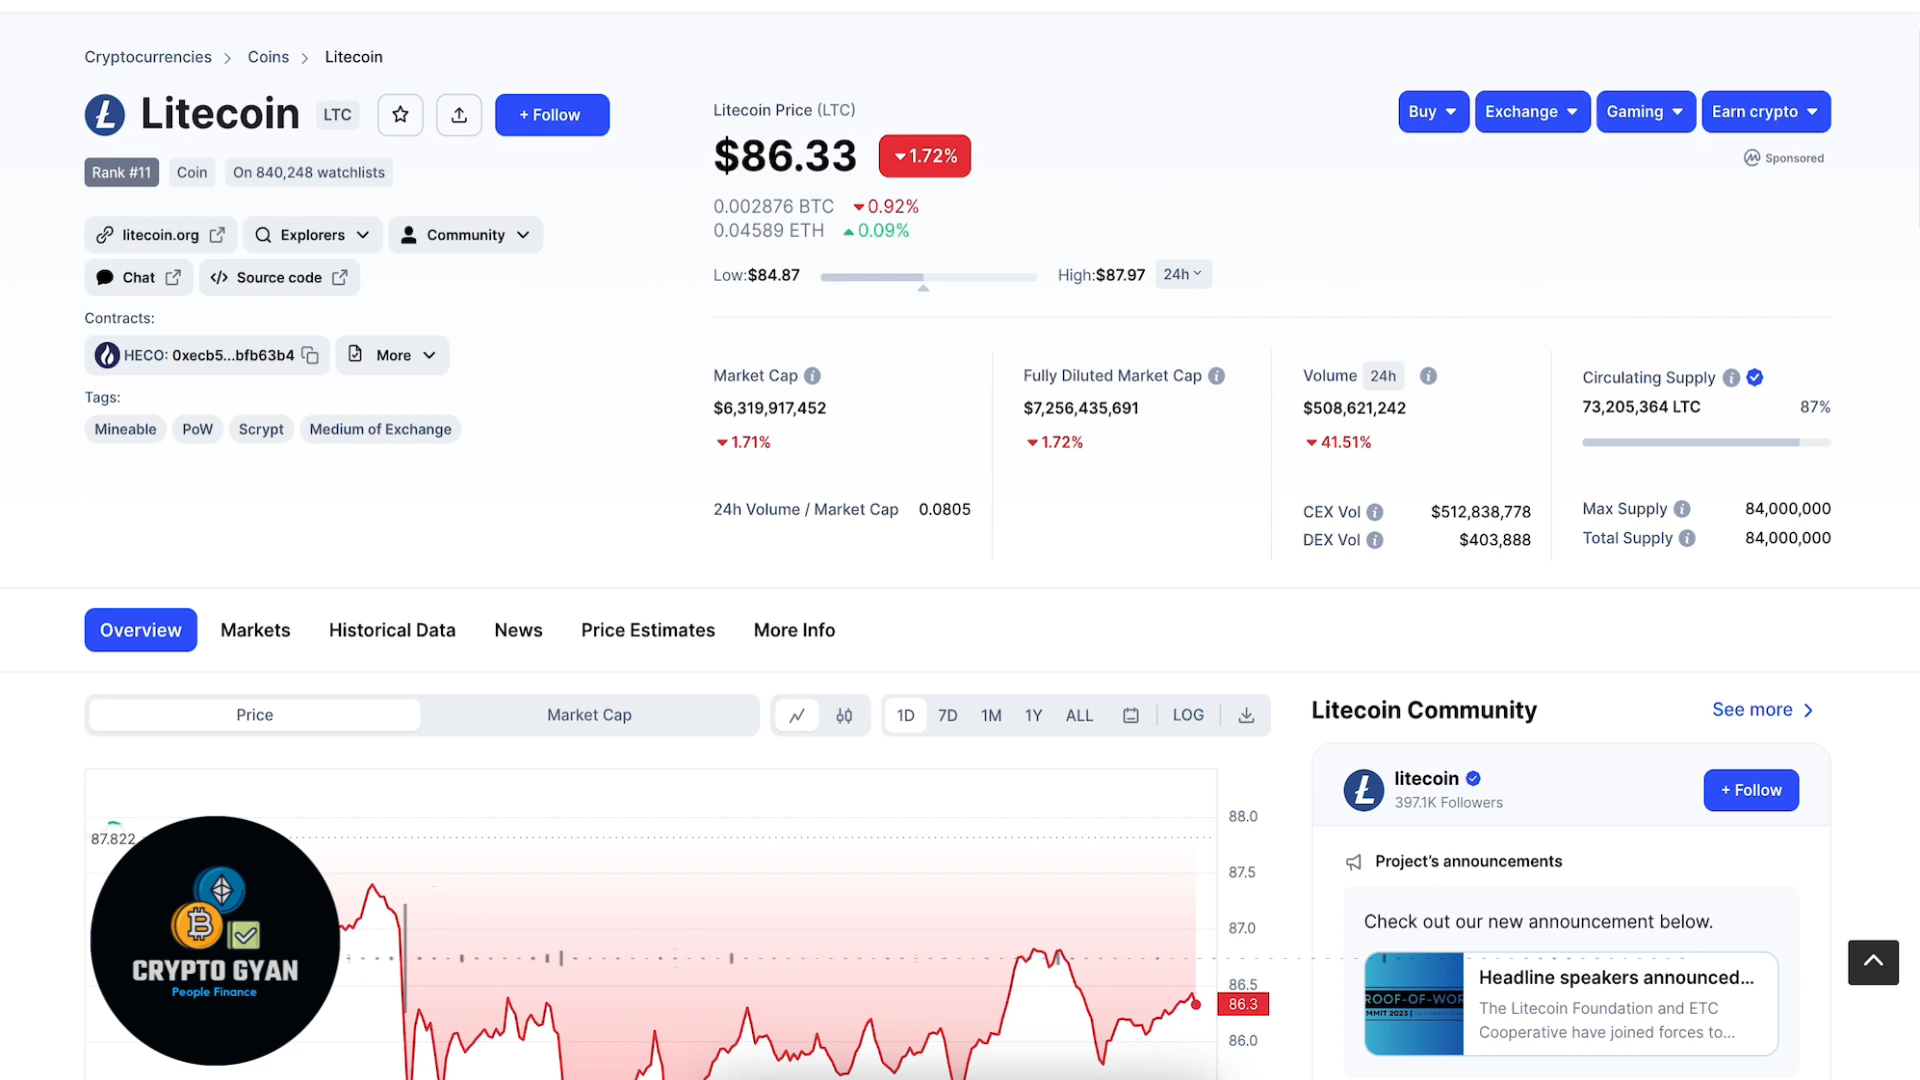 Cryptocurrencies > Coins > Litecoin
Litecoin LTC + Follow
Rank #11 Coin On 840,248 watchlists
litecoin.org Explorers Community
Chat Source code
Contracts:
HECO: 0xecb5...bfb63b4 More
Tags:
Mineable PoW Scrypt Medium of Exchange
Litecoin Price (LTC)
$86.33 1.72%
0.002876 BTC 0.92%
0.04589 ETH 0.09%
Low:$84.87 High:$87.97 24h
Buy Exchange Gaming Earn crypto
Sponsored
Market Cap
$6,319,917,452
1.71%
24h Volume / Market Cap 0.0805
Fully Diluted Market Cap
$7,256,435,691
1.72%
Volume 24h
$508,621,242
41.51%
CEX Vol $512,838,778
DEX Vol $403,888
Circulating Supply
73,205,364 LTC 87%
Max Supply 84,000,000
Total Supply 84,000,000
Overview Markets Historical Data News Price Estimates More Info
Price Market Cap 1D 7D 1M 1Y ALL LOG
87.822
88.0
87.5
87.0
86.5
86.3
86.0
CRYPTO GYAN
People Finance
Litecoin Community See more
litecoin
397.1K Followers
+ Follow
Project's announcements
Check out our new announcement below.
ROOF-OF-WOR
MMIT 2023
Headline speakers announced...
The Litecoin Foundation and ETC
Cooperative have joined forces to...